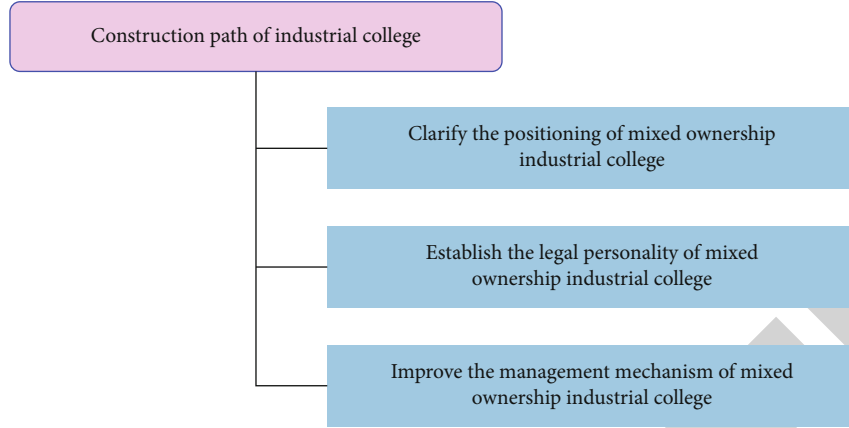 Construction path of industrial college
Clarify the positioning of mixed ownership
industrial college
Establish the legal personality of mixed
ownership industrial college
Improve the management mechanism of mixed
ownership industrial college